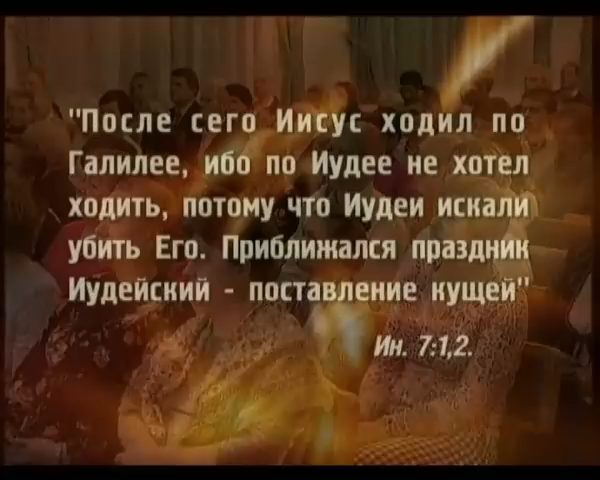 "После сего Иисус ходил по
Галилее, ибо по Иудее не хотел
ходить, потому что Иудеи искали
убить Его. Приближался праздник
Иудейский - поставление кущей"
Ин. 7:1,2.